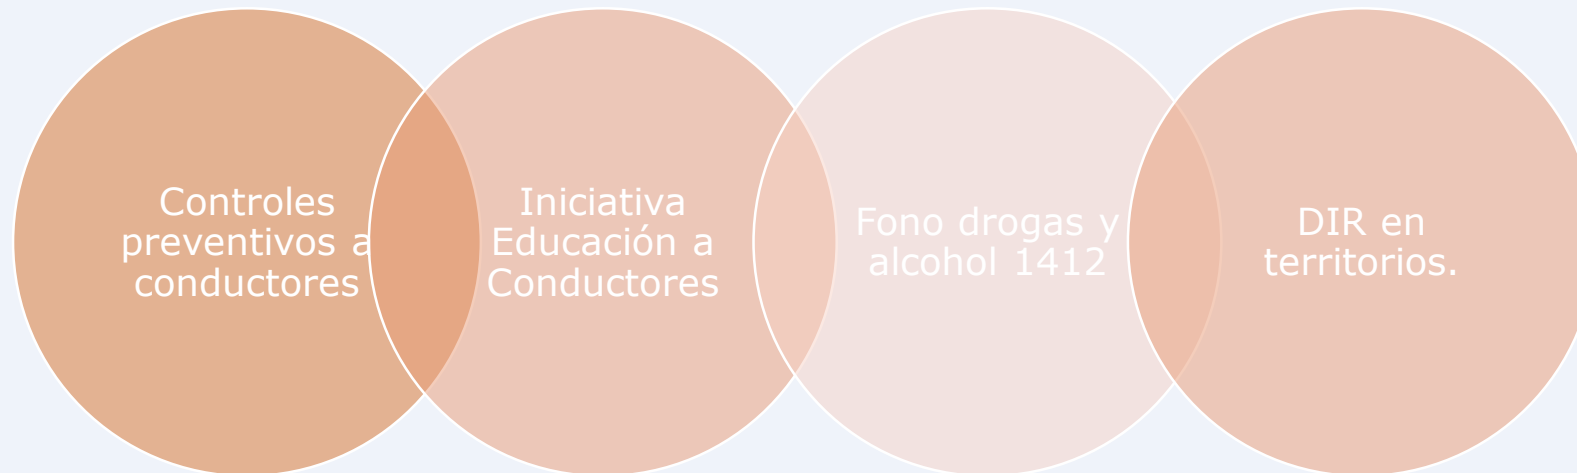 Controles
preventivos a
conductores
Iniciativa
Educación a
Conductores
Fono drogas y
alcohol 1412
DIR en
territorios.